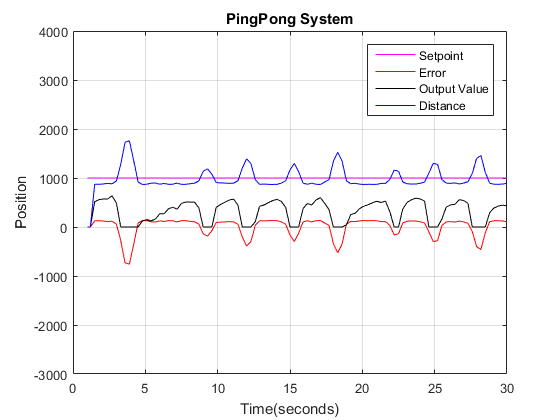 PingPong System
4000
3000
2000
1000
0
-1000
-2000
-3000
Position
Setpoint
Error
Output Value
Distance
0 5 10 15 20 25 30
Time(seconds)